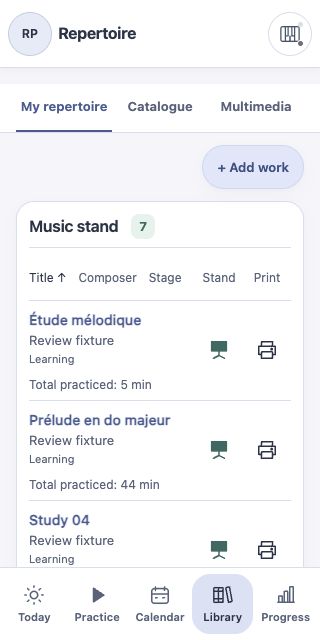 RP Repertoire
My repertoire Catalogue Multimedia
+ Add work
Music stand 7
Title ↑ Composer Stage Stand Print
Étude mélodique
Review fixture
Learning
Total practiced: 5 min
Prélude en do majeur
Review fixture
Learning
Total practiced: 44 min
Study 04
Review fixture
Learning
Today Practice Calendar Library Progress